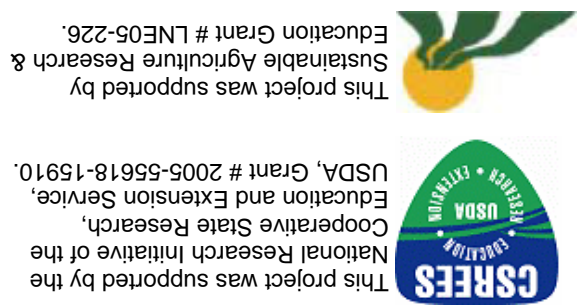 CSREES
• EDUCATION •
USDA
RESEARCH • EXTENSION
This project was supported by the
National Research Initiative of the
Cooperative State Research,
Education and Extension Service,
USDA, Grant # 2005-55618-15910.
This project was supported by
Sustainable Agriculture Research &
Education Grant # LNE05-226.